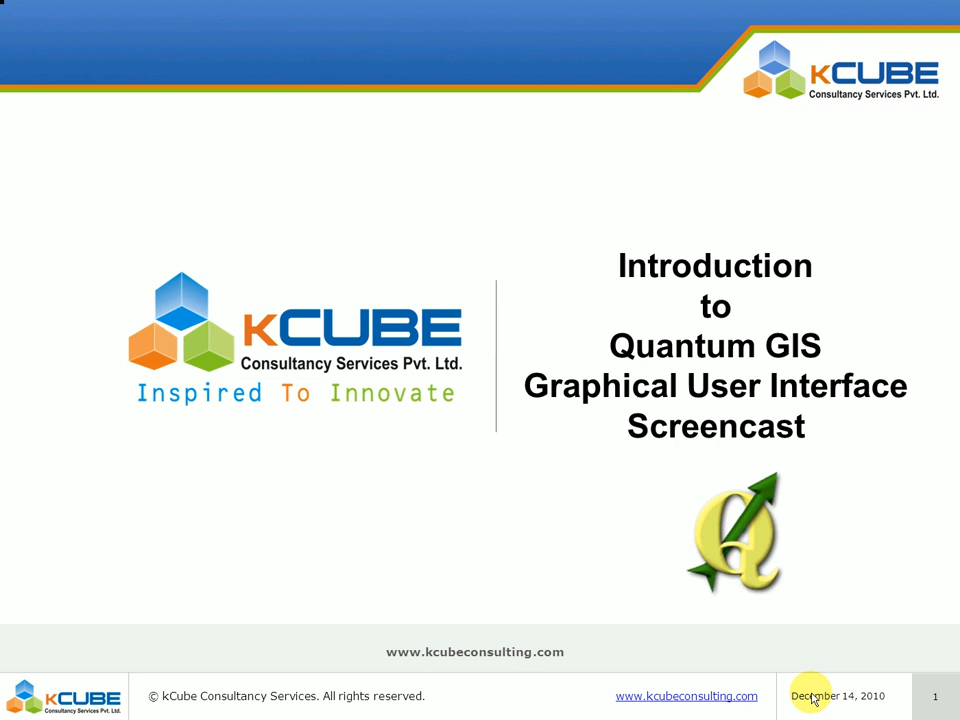 KCUBE
Consultancy Services Pvt. Ltd.
Introduction
to
Quantum GIS
Graphical User Interface
Screencast
KCUBE
Consultancy Services Pvt. Ltd.
Inspired To Innovate
www.kcubeconsulting.com
KCUBE
Consultancy Services Pvt. Ltd.
© kCube Consultancy Services. All rights reserved.
www.kcubeconsulting.com
December 14, 2010
1